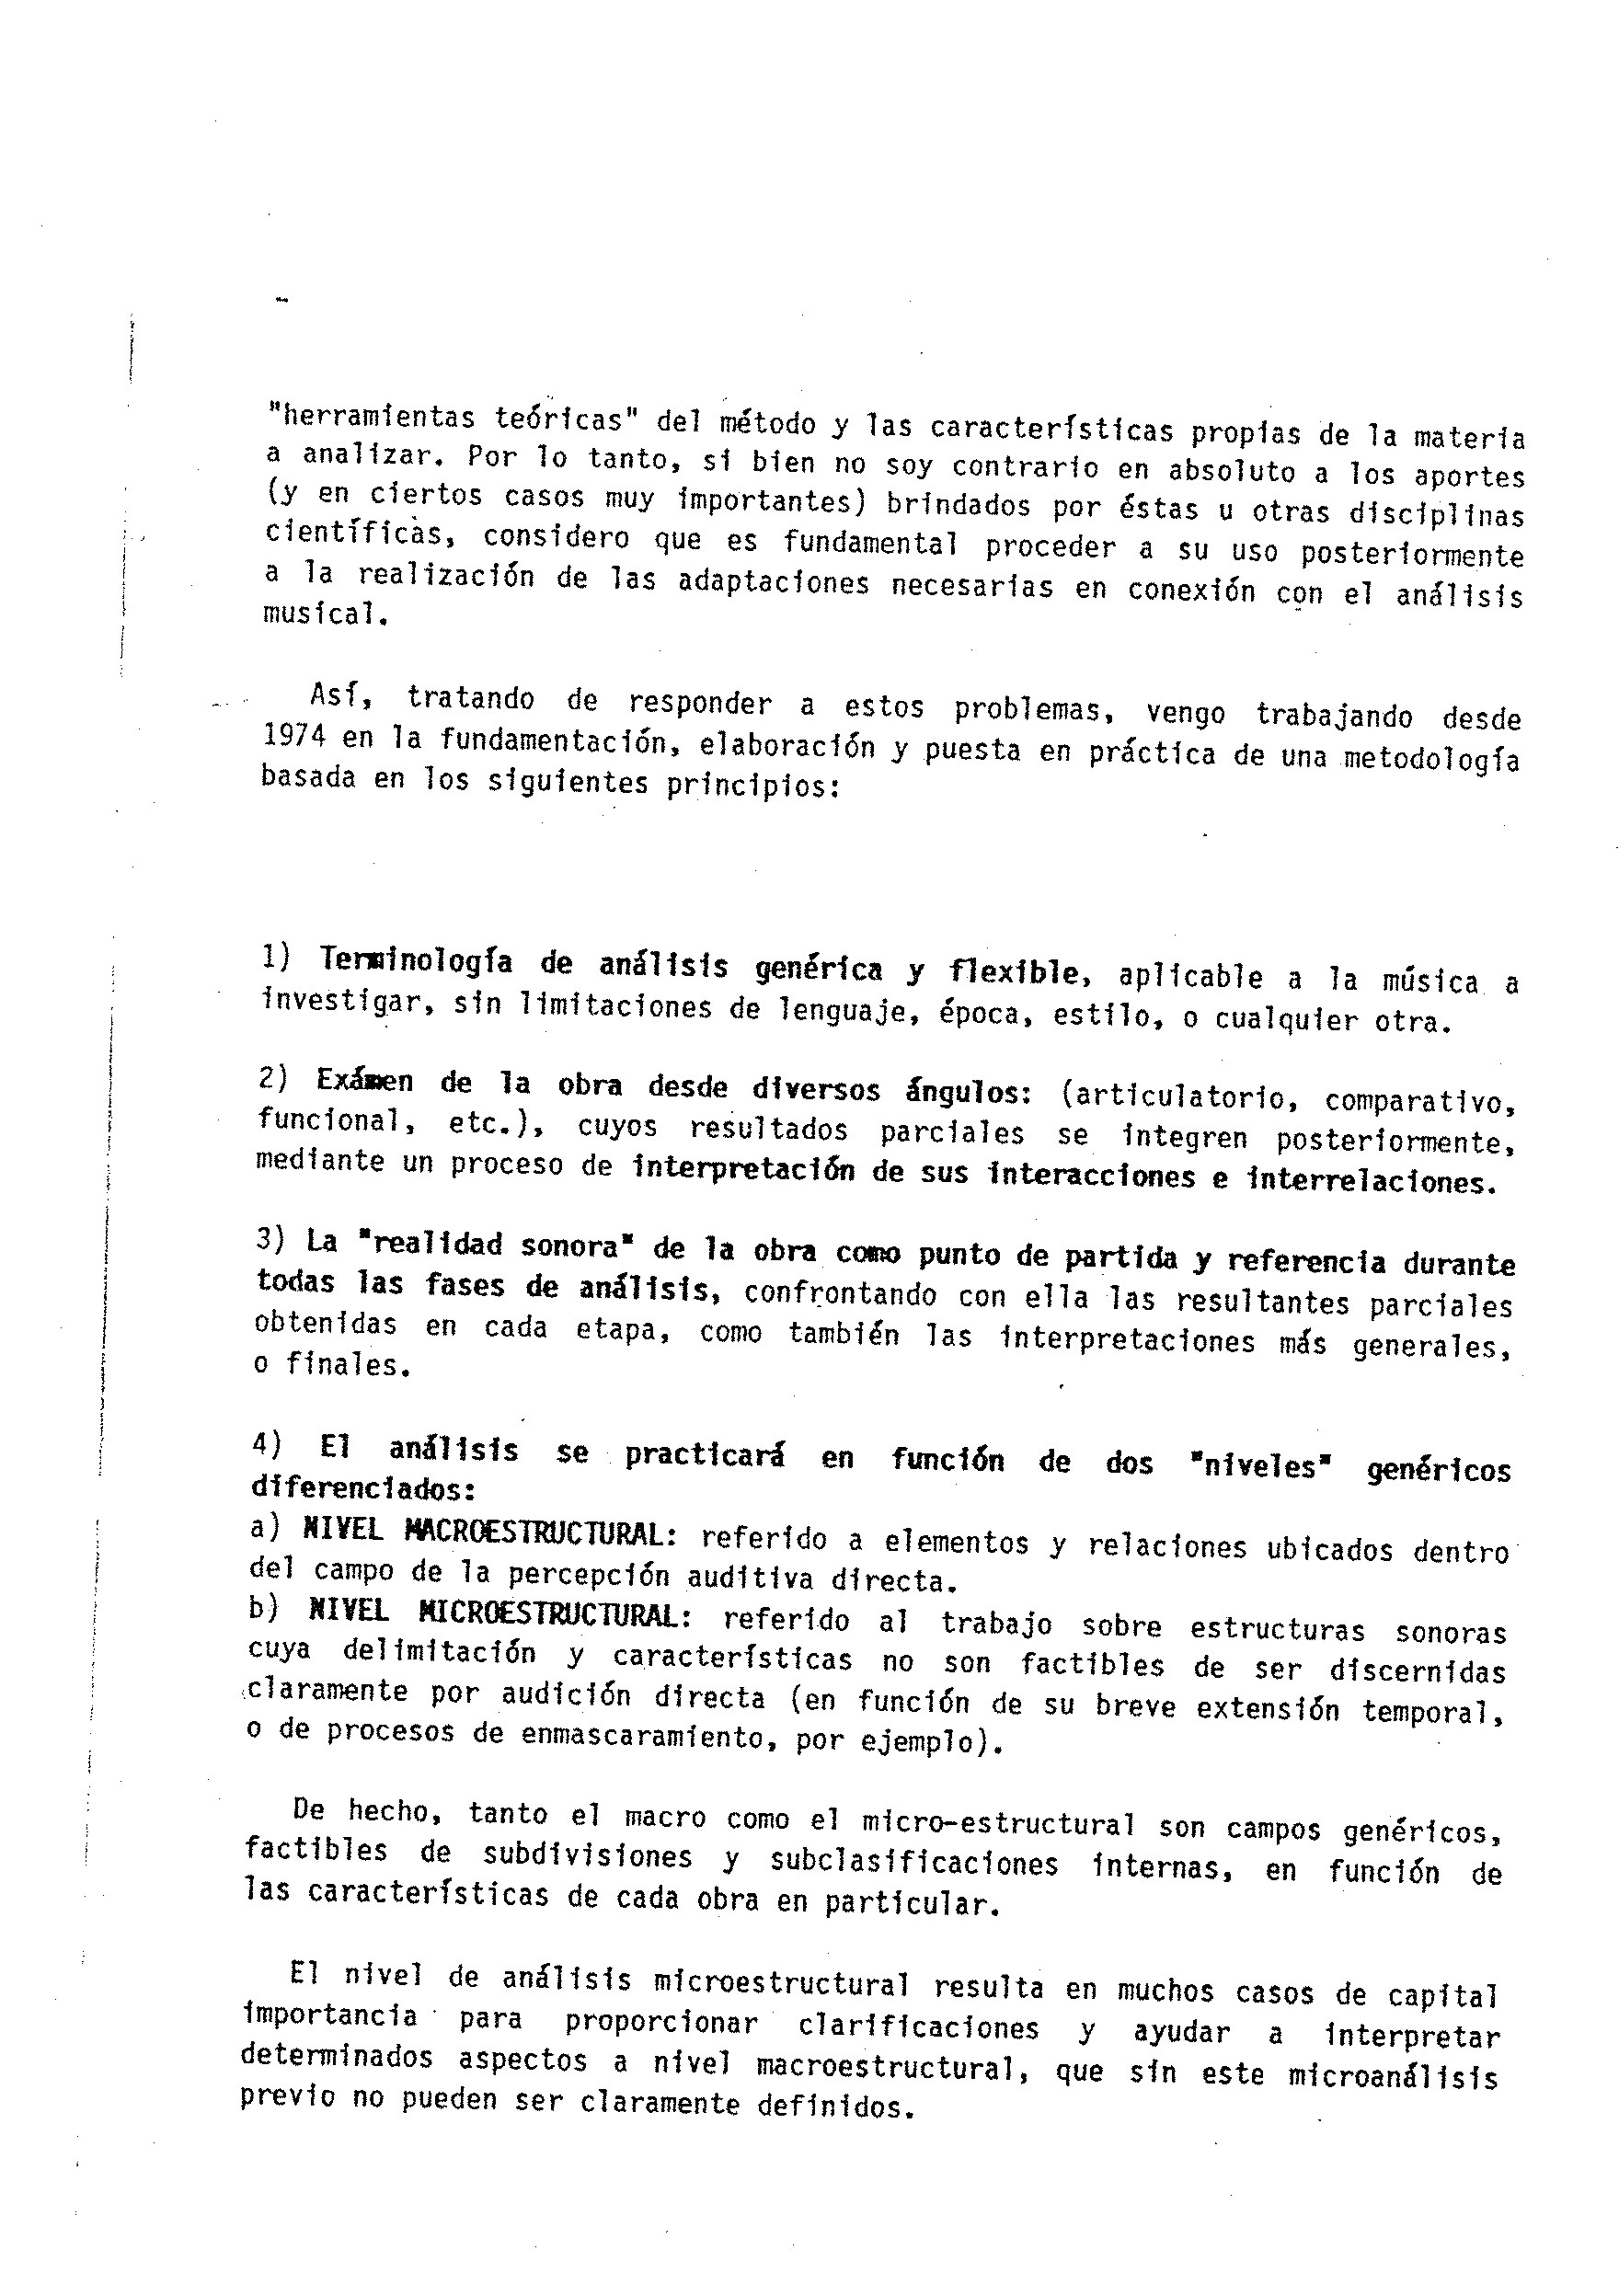 "herramientas teóricas" del método y las características propias de la materia
a analizar. Por lo tanto, si bien no soy contrario en absoluto a los aportes
(y en ciertos casos muy importantes) brindados por éstas u otras disciplinas
científicas, considero que es fundamental proceder a su uso posteriormente
a la realización de las adaptaciones necesarias en conexión con el análisis
musical.
Así, tratando de responder a estos problemas, vengo trabajando desde
1974 en la fundamentación, elaboración y puesta en práctica de una metodología
basada en los siguientes principios:
1) Terminología de análisis genérica y flexible, aplicable a la música a
investigar, sin limitaciones de lenguaje, época, estilo, o cualquier otra.
2) Exámen de la obra desde diversos ángulos: (articulatorio, comparativo,
funcional, etc.), cuyos resultados parciales se integren posteriormente,
mediante un proceso de interpretación de sus interacciones e interrelaciones.
3) La "realidad sonora" de la obra como punto de partida y referencia durante
todas las fases de análisis, confrontando con ella las resultantes parciales
obtenidas en cada etapa, como también las interpretaciones más generales,
o finales.
4) El análisis se practicará en función de dos "niveles" genéricos
diferenciados:
a) NIVEL MACROESTRUCTURAL: referido a elementos y relaciones ubicados dentro
del campo de la percepción auditiva directa.
b) NIVEL MICROESTRUCTURAL: referido al trabajo sobre estructuras sonoras
cuya delimitación y características no son factibles de ser discernidas
claramente por audición directa (en función de su breve extensión temporal,
o de procesos de enmascaramiento, por ejemplo).
De hecho, tanto el macro como el micro-estructural son campos genéricos,
factibles de subdivisiones y subclasificaciones internas, en función de
las características de cada obra en particular.
El nivel de análisis microestructural resulta en muchos casos de capital
importancia para proporcionar clarificaciones y ayudar a interpretar
determinados aspectos a nivel macroestructural, que sin este microanálisis
previo no pueden ser claramente definidos.